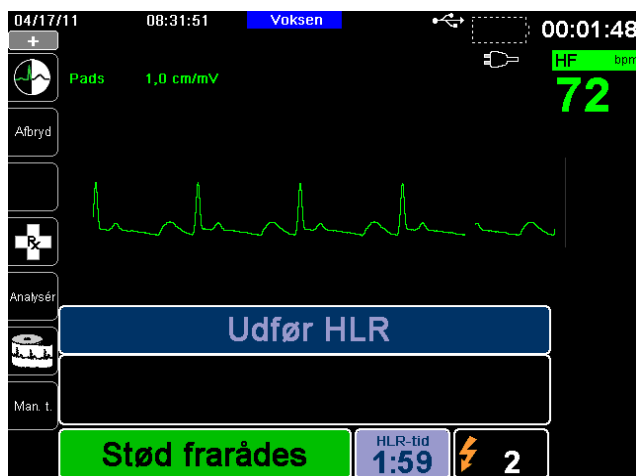 04/17/11 08:31:51 Voksen 00:01:48
+
HF bpm
Pads 1,0 cm/mV
72
Afbryd
Rx
Analysér
Udfør HLR
Man. t.
Stød frarådes
HLR-tid
1:59
2